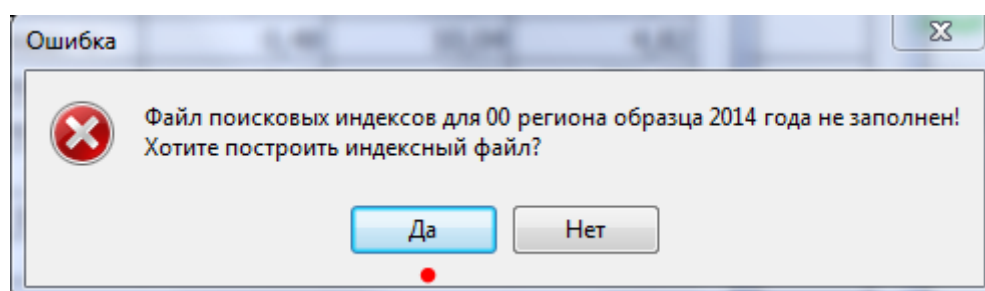 Ошибка
Файл поисковых индексов для 00 региона образца 2014 года не заполнен!
Хотите построить индексный файл?
Да
Нет